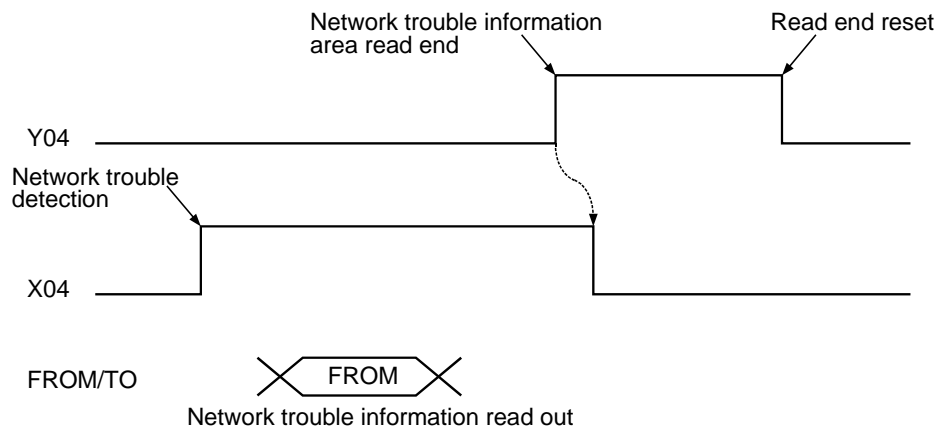 Network trouble information
area read end
Read end reset
Y04
Network trouble
detection
X04
FROM/TO
FROM
Network trouble information read out